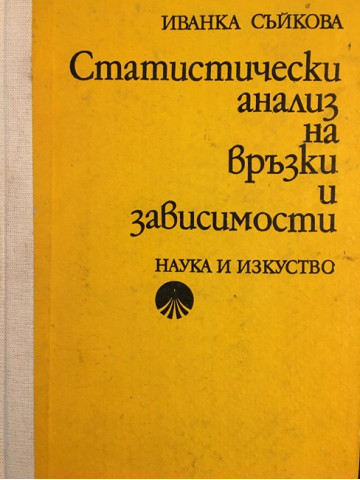 ИВАНКА СЪЙКОВА
Статистически
анализ
на
връзки
и
зависимости
НАУКА И ИЗКУСТВО